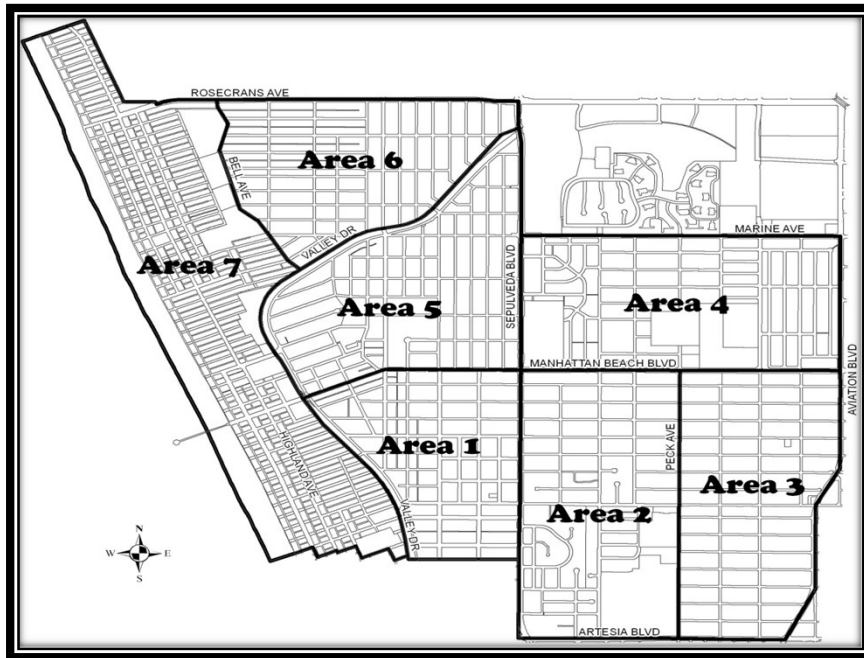 ROSECRANS AVE
Area 6
BELL AVE
VALLEY DR
MARINE AVE
Area 7
Area 5
SEPULVEDA BLVD
Area 4
MANHATTAN BEACH BLVD
AVIATION BLVD
HIGHLAND AVE
Area 1
PECK AVE
Area 3
VALLEY DR
Area 2
N
W E
S
ARTESIA BLVD